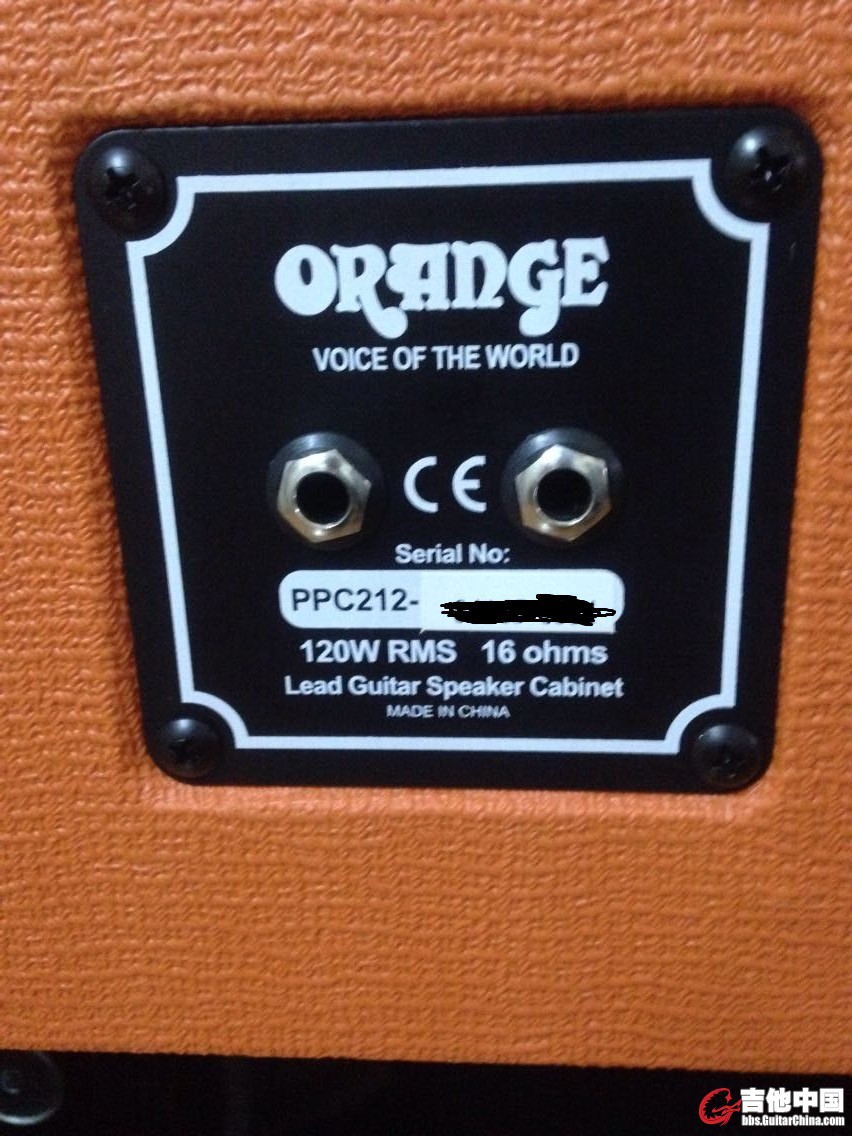 ORANGE
VOICE OF THE WORLD
CE
Serial No:
PPC212-
120W RMS 16 ohms
Lead Guitar Speaker Cabinet
MADE IN CHINA
吉他中国
bbs.GuitarChina.com